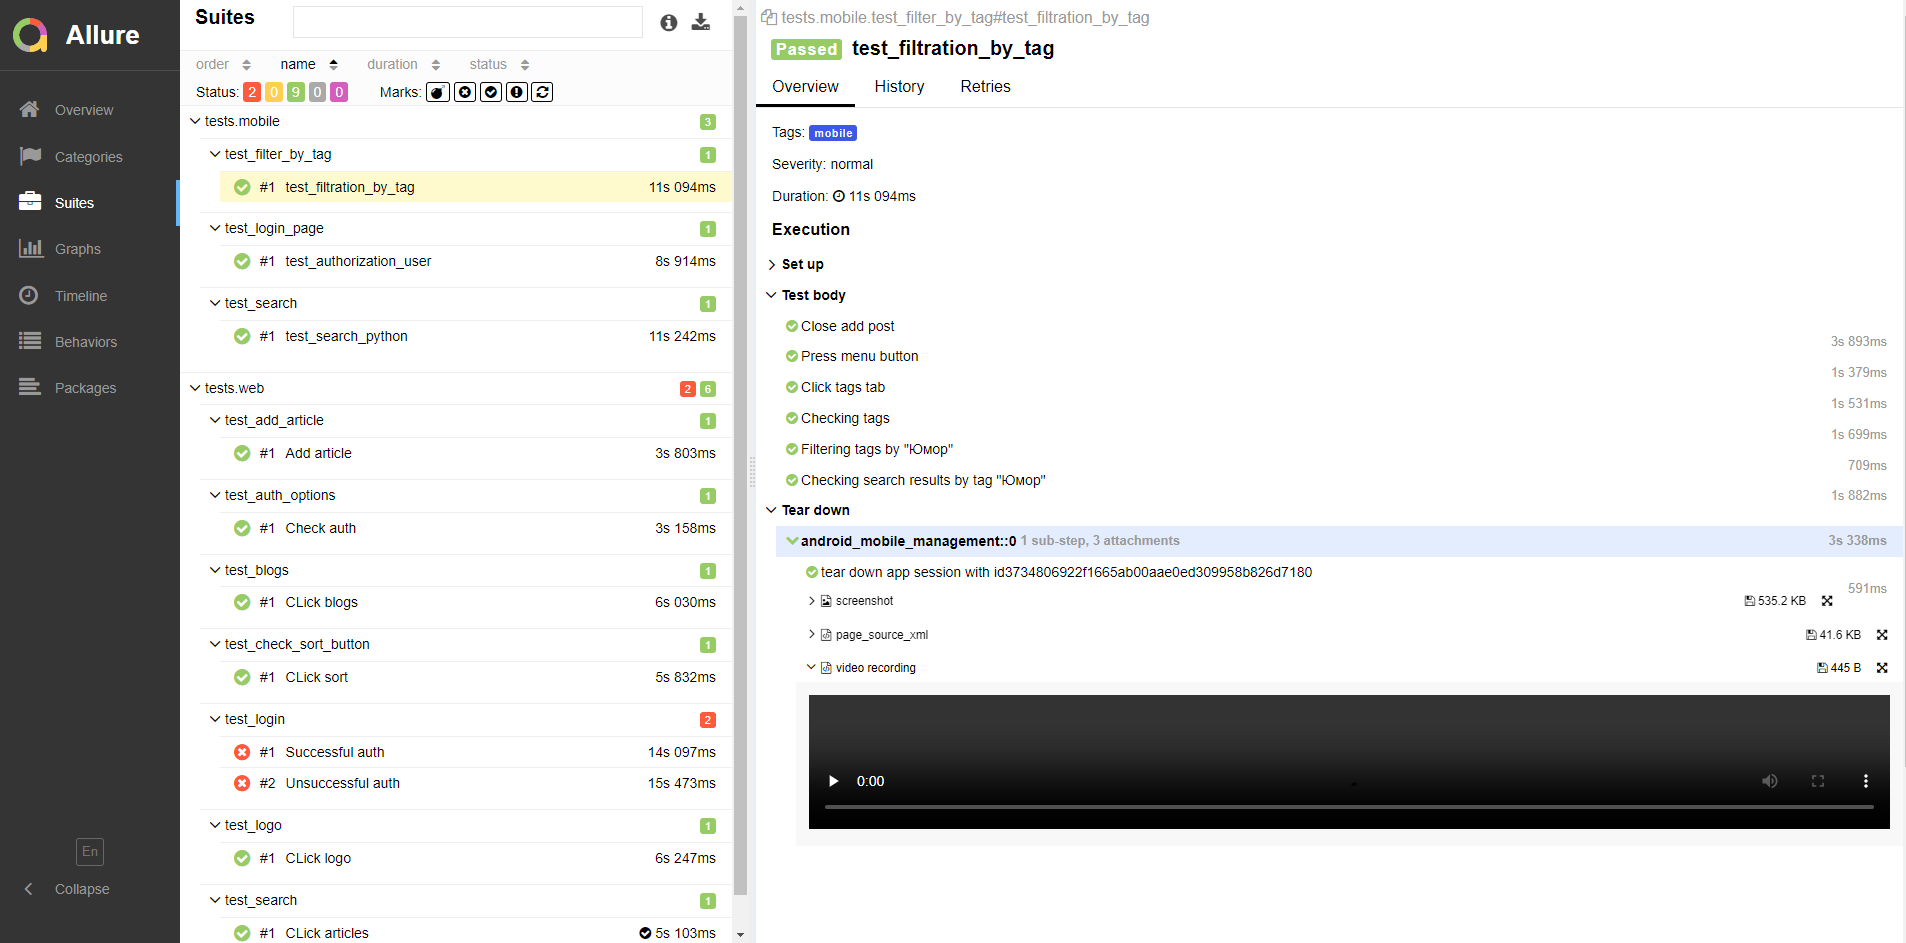 Allure
Overview
Categories
Suites
Graphs
Timeline
Behaviors
Packages
En
Collapse
Suites
order name duration status
Status: 2 0 9 0 0 Marks:
tests.mobile 3
test_filter_by_tag 1
#1 test_filtration_by_tag 11s 094ms
test_login_page 1
#1 test_authorization_user 8s 914ms
test_search 1
#1 test_search_python 11s 242ms
tests.web 2 6
test_add_article 1
#1 Add article 3s 803ms
test_auth_options 1
#1 Check auth 3s 158ms
test_blogs 1
#1 CLick blogs 6s 030ms
test_check_sort_button 1
#1 CLick sort 5s 832ms
test_login 2
#1 Successful auth 14s 097ms
#2 Unsuccessful auth 15s 473ms
test_logo 1
#1 CLick logo 6s 247ms
test_search 1
#1 CLick articles 5s 103ms
tests.mobile.test_filter_by_tag#test_filtration_by_tag
Passed test_filtration_by_tag
Overview History Retries
Tags: mobile
Severity: normal
Duration: 11s 094ms
Execution
Set up
Test body
Close add post
3s 893ms
Press menu button
1s 379ms
Click tags tab
1s 531ms
Checking tags
1s 699ms
Filtering tags by "Юмор"
709ms
Checking search results by tag "Юмор"
1s 882ms
Tear down
android_mobile_management::0 1 sub-step, 3 attachments 3s 338ms
tear down app session with id3734806922f1665ab00aae0ed309958b826d7180
591ms
screenshot 535.2 KB
page_source_xml 41.6 KB
video recording 445 B
0:00